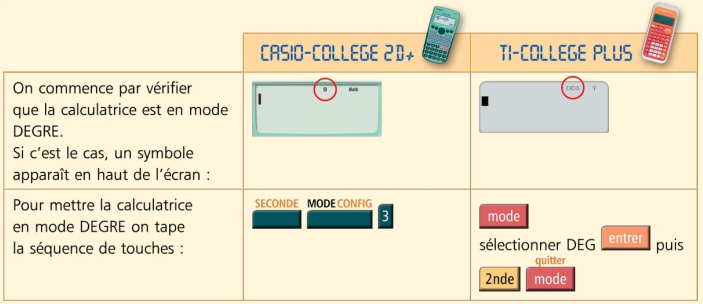 CASIO-COLLEGE 2D+
TI-COLLEGE PLUS
On commence par vérifier
que la calculatrice est en mode
DEGRE.
Si c’est le cas, un symbole
apparaît en haut de l’écran :
Math
DEG
Pour mettre la calculatrice
en mode DEGRE on tape
la séquence de touches :
SECONDE MODE CONFIG
3
mode
sélectionner DEG entrer puis
quitter
2nde mode